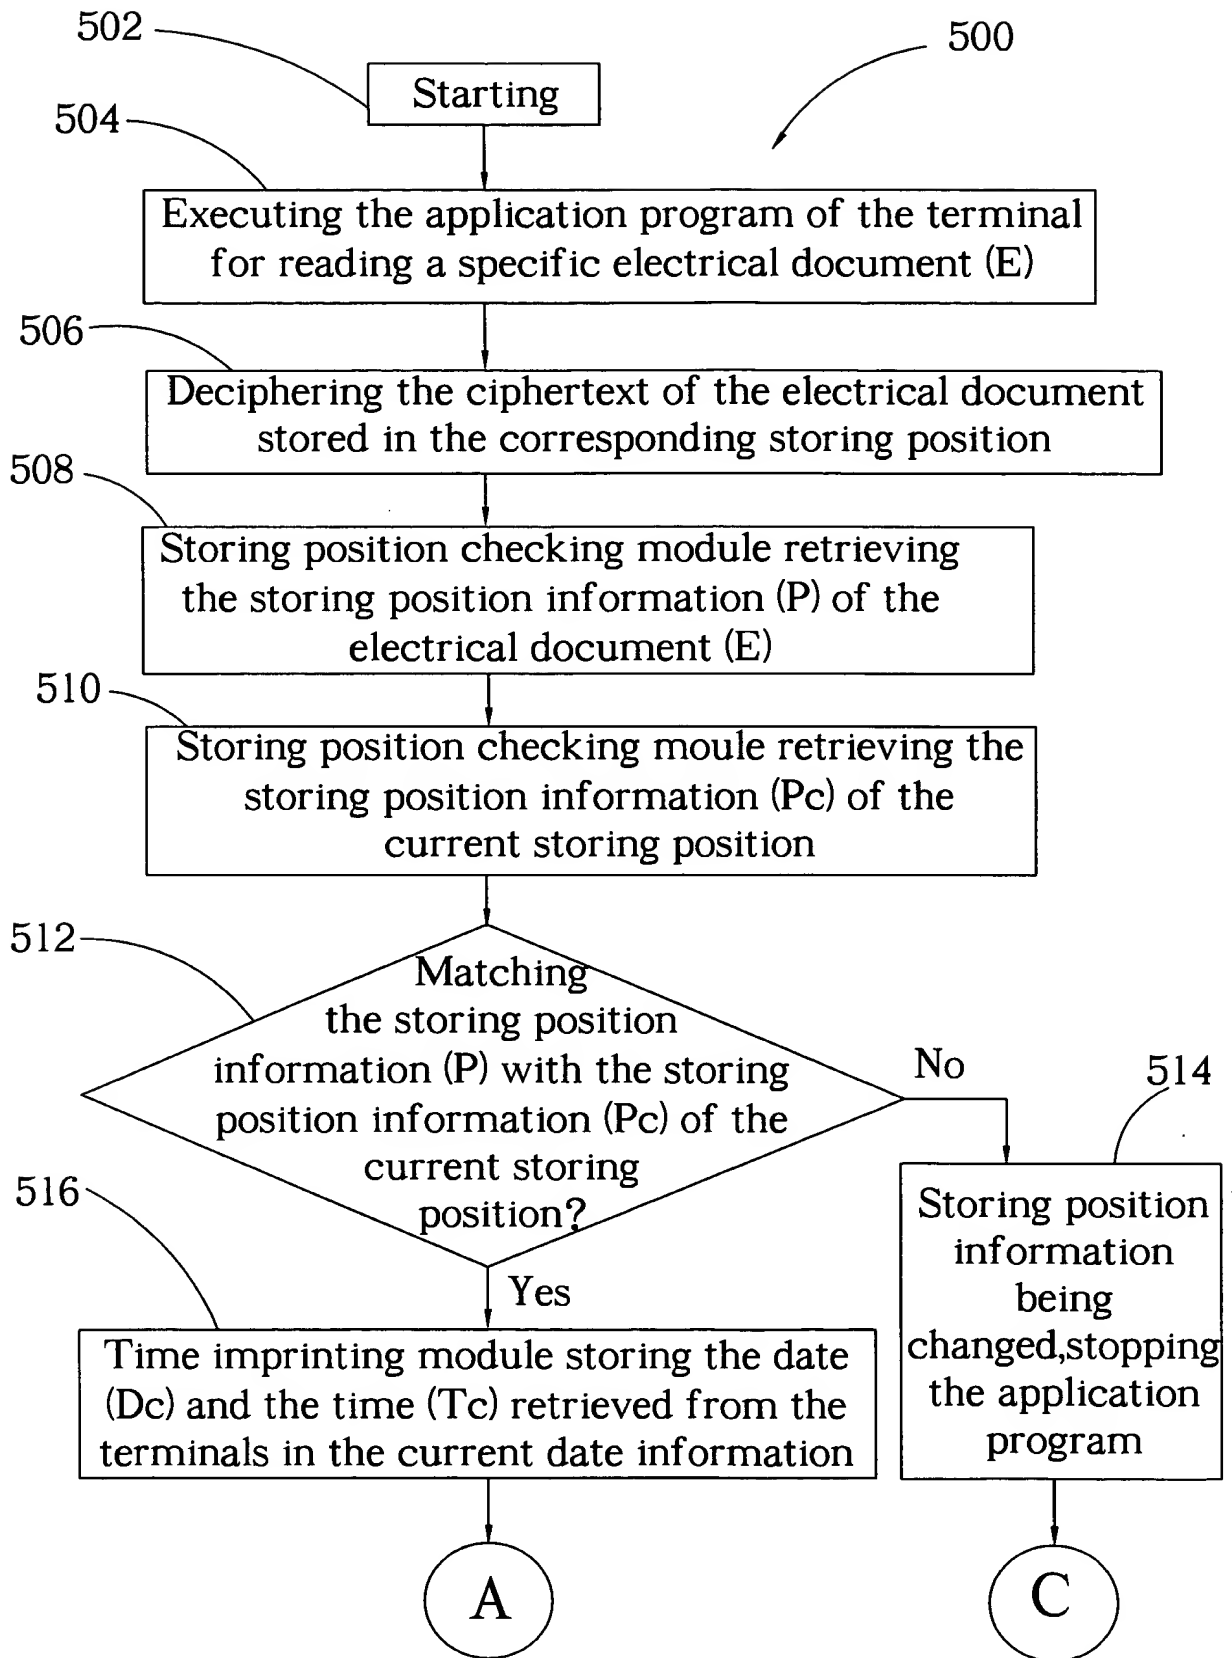 502
500
Starting
504
Executing the application program of the terminal
for reading a specific electrical document (E)
506
Deciphering the ciphertext of the electrical document
stored in the corresponding storing position
508
Storing position checking module retrieving
the storing position information (P) of the
electrical document (E)
510
Storing position checking moule retrieving the
storing position information (Pc) of the
current storing position
512
Matching
the storing position
information (P) with the storing
position information (Pc) of the
current storing
position?
No
514
516
Yes
Storing position
information
being
changed,stopping
the application
program
Time imprinting module storing the date
(Dc) and the time (Tc) retrieved from the
terminals in the current date information
A
C